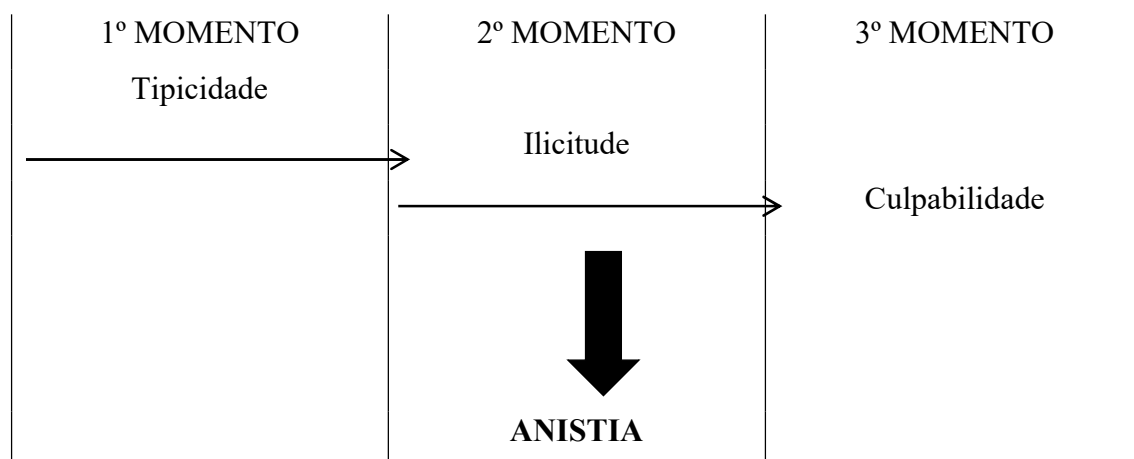 1º MOMENTO
2º MOMENTO
3º MOMENTO
Tipicidade
Ilicitude
Culpabilidade
ANISTIA